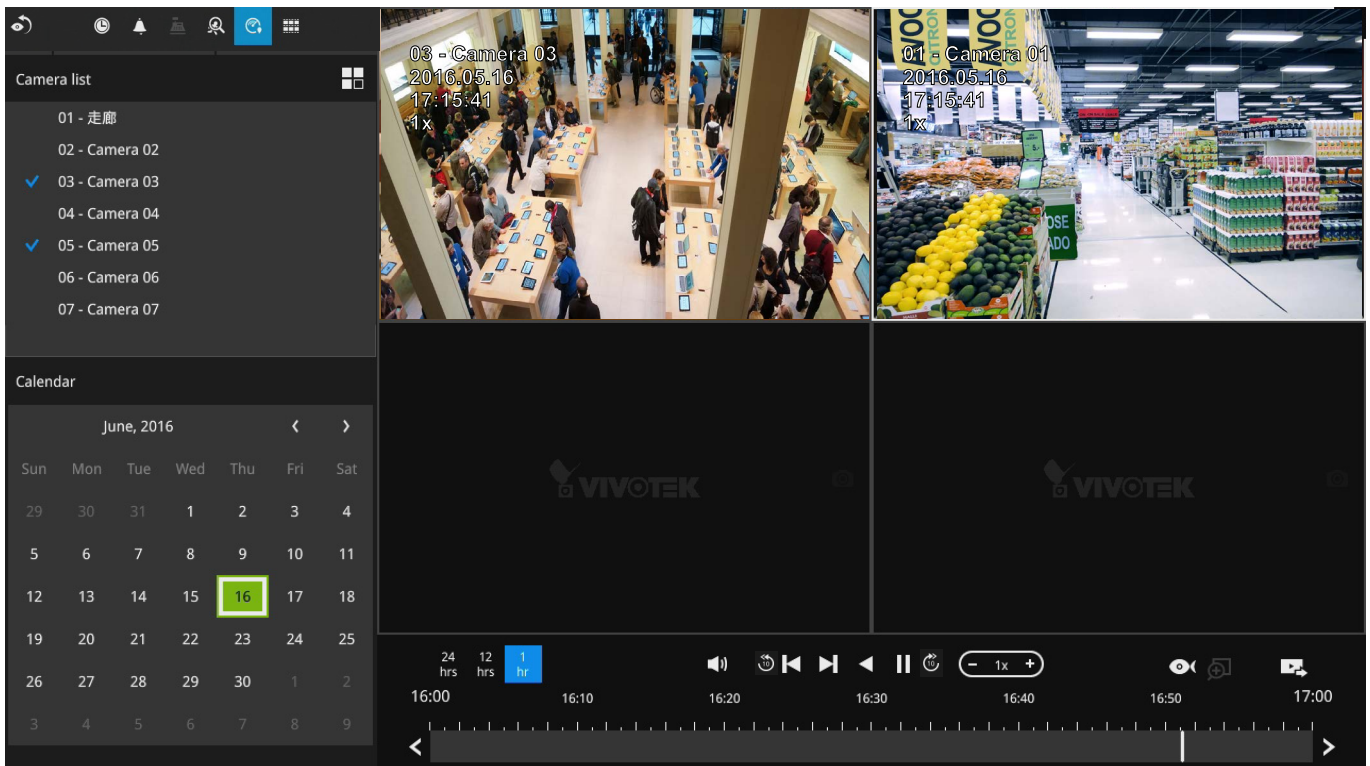 Camera list
01 - 走廊
02 - Camera 02
03 - Camera 03
04 - Camera 04
05 - Camera 05
06 - Camera 06
07 - Camera 07
Calendar
June, 2016
Sun Mon Tue Wed Thu Fri Sat
29 30 31 1 2 3 4
5 6 7 8 9 10 11
12 13 14 15 16 17 18
19 20 21 22 23 24 25
26 27 28 29 30 1 2
3 4 5 6 7 8 9
03 - Camera 03
2016.05.16
17:15:41
1x
01 - Camera 01
2016.05.16
17:15:41
1x
VIVOTEK
VIVOTEK
24 hrs
12 hrs
1 hr
10
10
1x
16:00 16:10 16:20 16:30 16:40 16:50 17:00